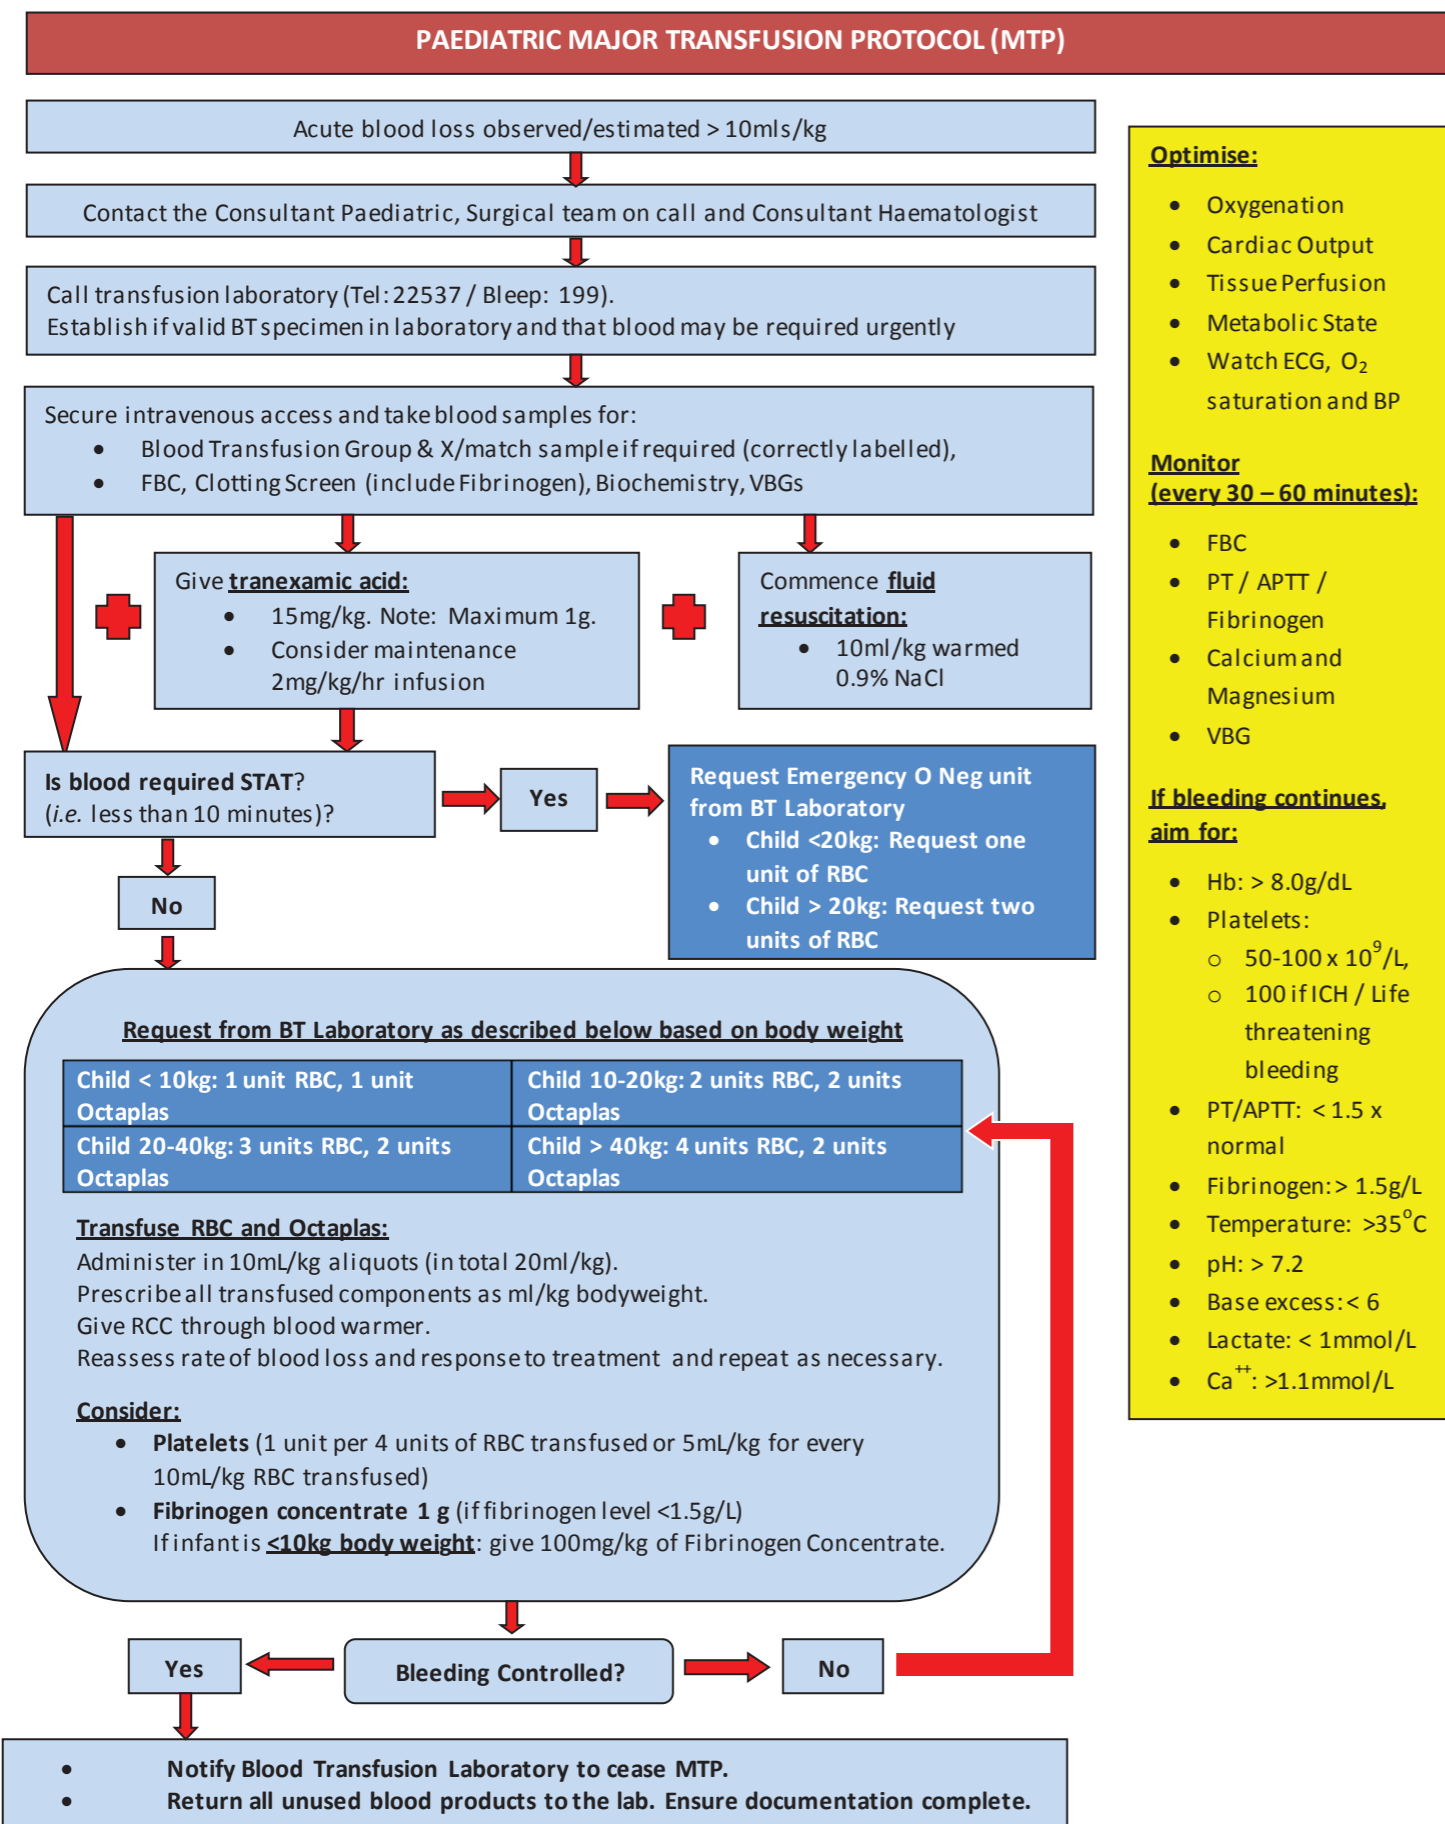 PAEDIATRIC MAJOR TRANSFUSION PROTOCOL (MTP)
Acute blood loss observed/estimated > 10mls/kg
Contact the Consultant Paediatric, Surgical team on call and Consultant Haematologist
Call transfusion laboratory (Tel: 22537 / Bleep: 199).
Establish if valid BT specimen in laboratory and that blood may be required urgently
Secure intravenous access and take blood samples for:
• Blood Transfusion Group & X/match sample if required (correctly labelled),
• FBC, Clotting Screen (include Fibrinogen), Biochemistry, VBGs
Give tranexamic acid:
• 15mg/kg. Note: Maximum 1g.
• Consider maintenance
2mg/kg/hr infusion
Commence fluid
resuscitation:
• 10ml/kg warmed
0.9% NaCl
Is blood required STAT?
(i.e. less than 10 minutes)?
Yes
Request Emergency O Neg unit
from BT Laboratory
• Child <20kg: Request one
unit of RBC
• Child > 20kg: Request two
units of RBC
No
Request from BT Laboratory as described below based on body weight
Child < 10kg: 1 unit RBC, 1 unit
Octaplas
Child 10-20kg: 2 units RBC, 2 units
Octaplas
Child 20-40kg: 3 units RBC, 2 units
Octaplas
Child > 40kg: 4 units RBC, 2 units
Octaplas
Transfuse RBC and Octaplas:
Administer in 10mL/kg aliquots (in total 20ml/kg).
Prescribe all transfused components as ml/kg bodyweight.
Give RCC through blood warmer.
Reassess rate of blood loss and response to treatment and repeat as necessary.
Consider:
• Platelets (1 unit per 4 units of RBC transfused or 5mL/kg for every
10mL/kg RBC transfused)
• Fibrinogen concentrate 1 g (if fibrinogen level <1.5g/L)
If infant is <10kg body weight: give 100mg/kg of Fibrinogen Concentrate.
Yes
Bleeding Controlled?
No
• Notify Blood Transfusion Laboratory to cease MTP.
• Return all unused blood products to the lab. Ensure documentation complete.
Optimise:
• Oxygenation
• Cardiac Output
• Tissue Perfusion
• Metabolic State
• Watch ECG, O₂
saturation and BP
Monitor
(every 30 – 60 minutes):
• FBC
• PT / APTT /
Fibrinogen
• Calcium and
Magnesium
• VBG
If bleeding continues,
aim for:
• Hb: > 8.0g/dL
• Platelets:
o 50-100 x 10⁹/L,
o 100 if ICH / Life
threatening
bleeding
• PT/APTT: < 1.5 x
normal
• Fibrinogen: > 1.5g/L
• Temperature: >35°C
• pH: > 7.2
• Base excess: < 6
• Lactate: < 1mmol/L
• Ca⁺⁺: >1.1mmol/L